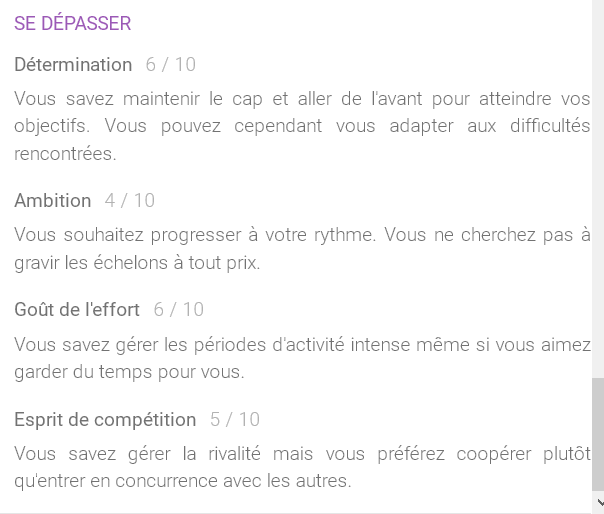 SE DÉPASSER
Détermination 6 / 10
Vous savez maintenir le cap et aller de l'avant pour atteindre vos
objectifs. Vous pouvez cependant vous adapter aux difficultés
rencontrées.
Ambition 4 / 10
Vous souhaitez progresser à votre rythme. Vous ne cherchez pas à
gravir les échelons à tout prix.
Goût de l'effort 6 / 10
Vous savez gérer les périodes d'activité intense même si vous aimez
garder du temps pour vous.
Esprit de compétition 5 / 10
Vous savez gérer la rivalité mais vous préférez coopérer plutôt
qu'entrer en concurrence avec les autres.